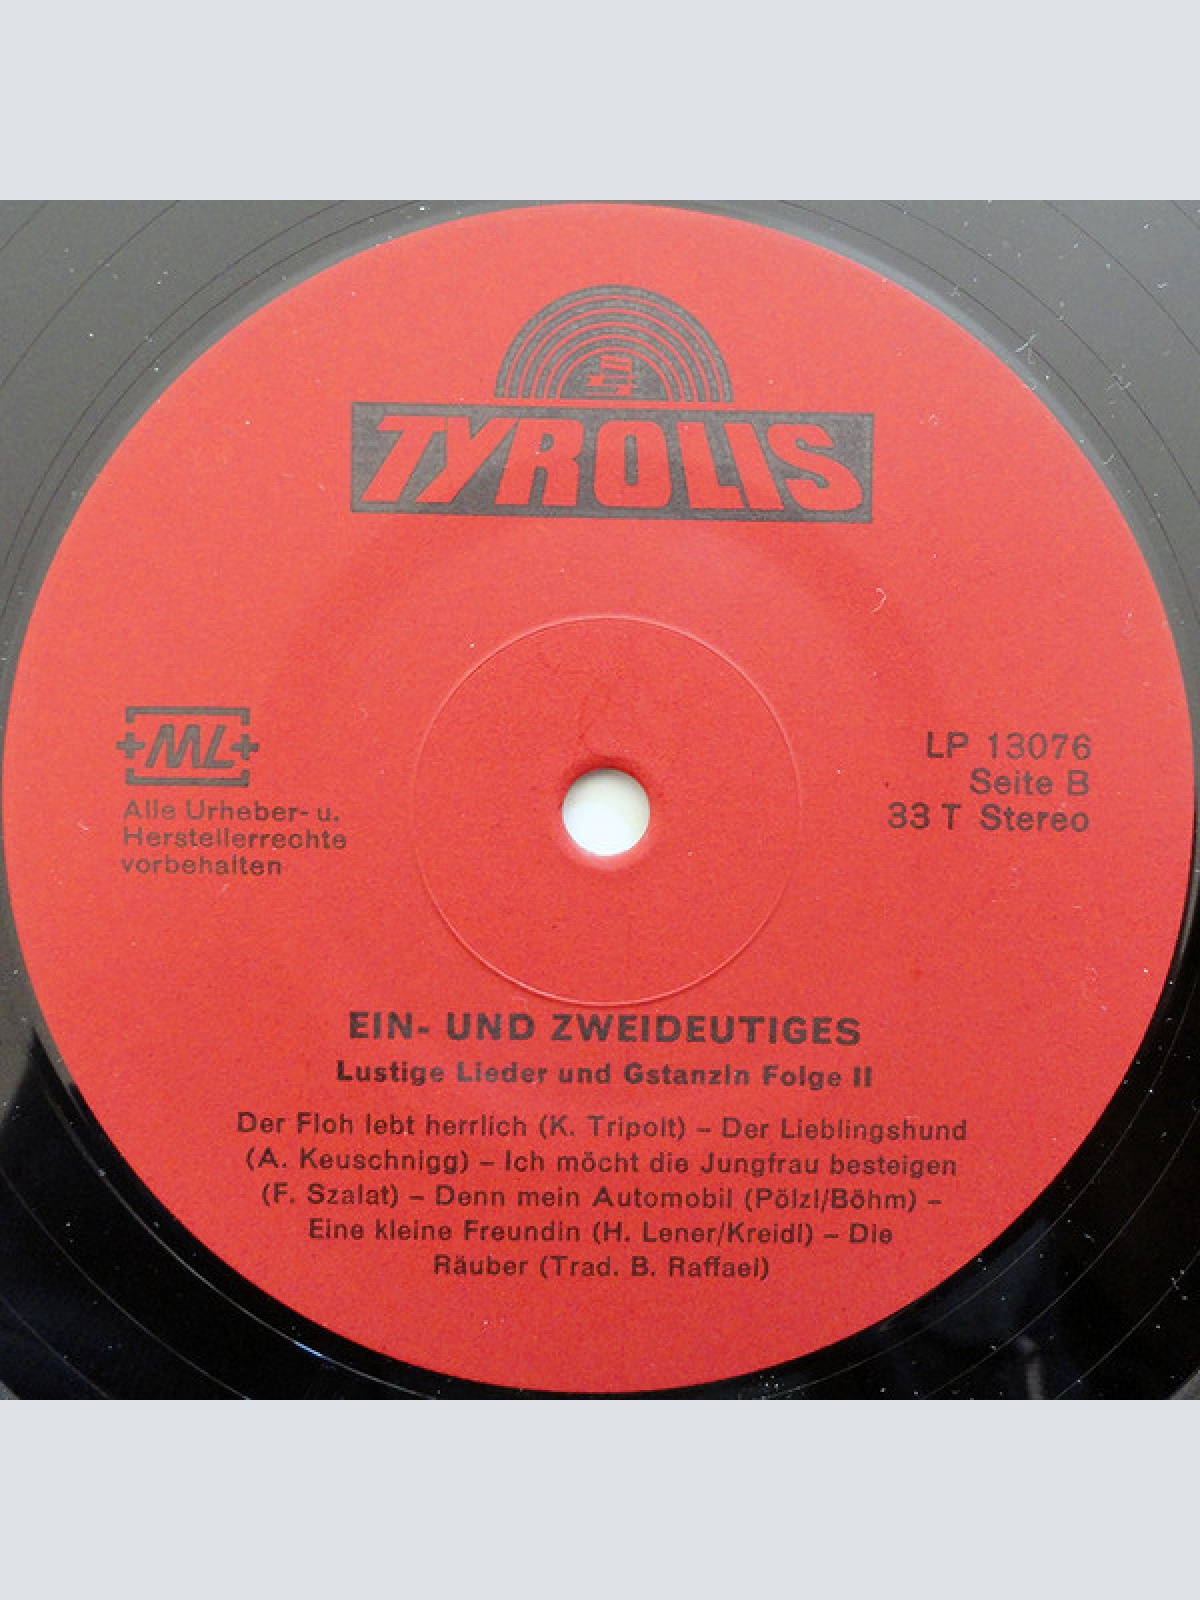 TYROLIS
+ML+
Alle Urheber- u.
Herstellerrechte
vorbehalten
LP 13076
Seite B
33 T Stereo
EIN- UND ZWEIDEUTIGES
Lustige Lieder und Gstanzln Folge II
Der Floh lebt herrlich (K. Tripolt) – Der Lieblingshund
(A. Keuschnigg) – Ich möcht die Jungfrau besteigen
(F. Szalat) – Denn mein Automobil (Pölzl/Böhm) –
Eine kleine Freundin (H. Lener/Kreidl) – Die
Räuber (Trad. B. Raffael)